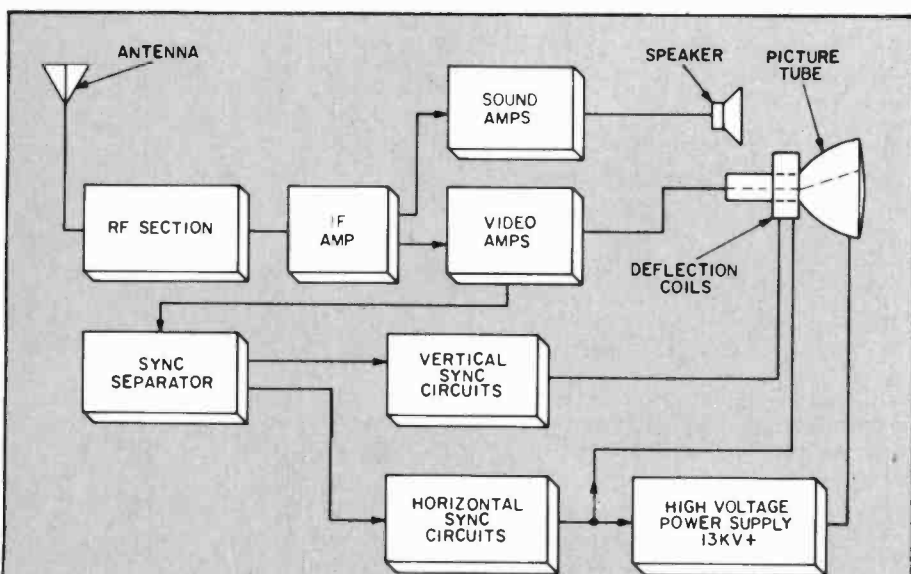 ANTENNA
SPEAKER
PICTURE
TUBE
SOUND
AMPS
RF SECTION
IF
AMP
VIDEO
AMPS
DEFLECTION
COILS
SYNC
SEPARATOR
VERTICAL
SYNC
CIRCUITS
HORIZONTAL
SYNC
CIRCUITS
HIGH VOLTAGE
POWER SUPPLY
13KV+